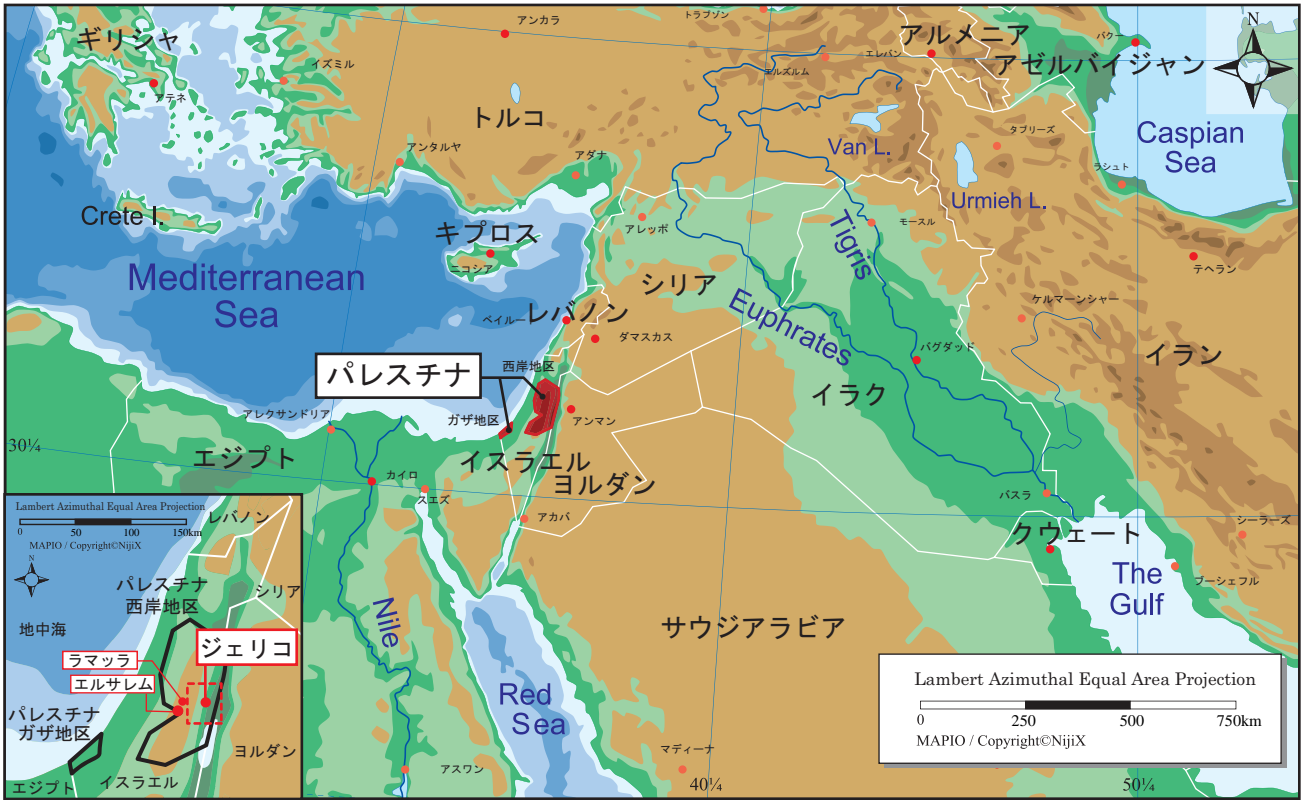 アンカラ
トラブゾン
ギリシャ
アルメニア
バクー
N
イズミル
エルズルム
エレバン
アゼルバイジャン
アテネ
トルコ
タブリーズ
Caspian
Sea
アンタルヤ
アダナ
Van L.
ラシュト
Crete I.
Urmieh L.
キプロス
アレッポ
モースル
Tigris
ニコシア
テヘラン
Mediterranean
Sea
シリア
Euphrates
ケルマーンシャー
ベイルー
レバノン
ダマスカス
バグダッド
イラン
パレスチナ
西岸地区
イラク
アレクサンドリア
ガザ地区
アンマン
30¼
エジプト
イスラエル
カイロ
ヨルダン
スエズ
バスラ
アカバ
クウェート
シーラーズ
The
Gulf
ブーシェフル
Nile
サウジアラビア
Red
Sea
マディーナ
アスワン
40¼
50¼
Lambert Azimuthal Equal Area Projection
0 250 500 750km
MAPIO / Copyright©NijiX
Lambert Azimuthal Equal Area Projection
0 50 100 150km
MAPIO / Copyright©NijiX
レバノン
N
パレスチナ
西岸地区
シリア
地中海
ジェリコ
ラマッラ
エルサレム
パレスチナ
ガザ地区
ヨルダン
エジプト
イスラエル